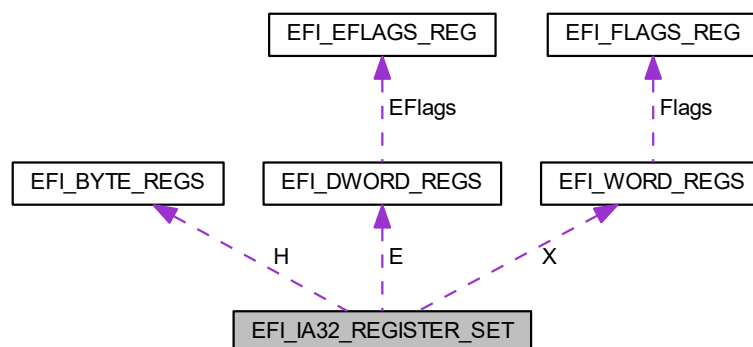 EFI_EFLAGS_REG
EFI_FLAGS_REG
EFlags
Flags
EFI_BYTE_REGS
EFI_DWORD_REGS
EFI_WORD_REGS
H
E
X
EFI_IA32_REGISTER_SET